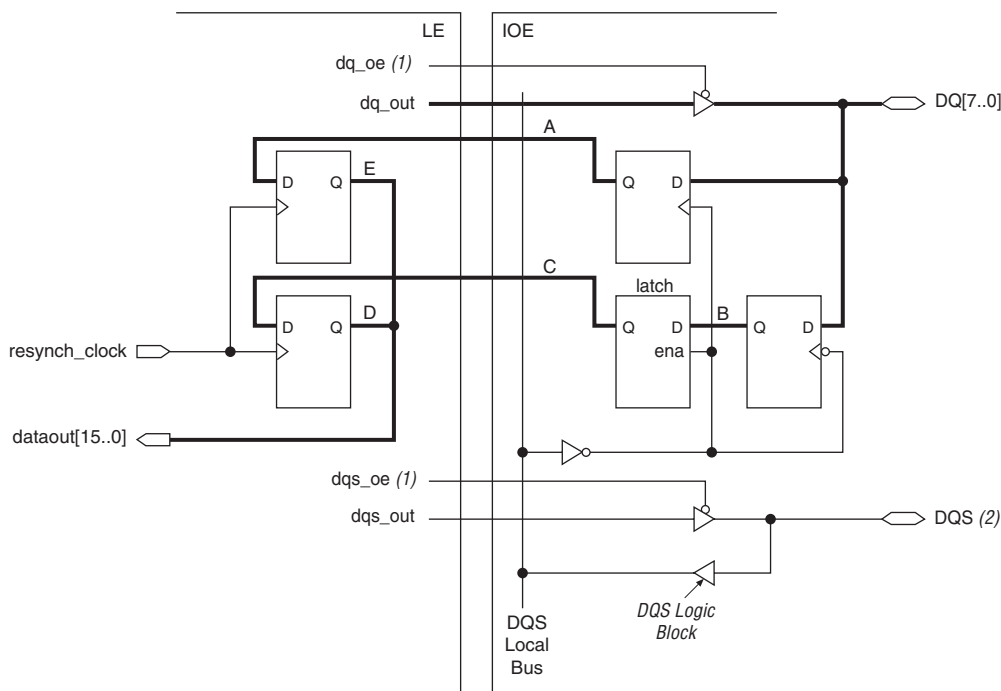 LE
IOE
dq_oe (1)
dq_out
DQ[7..0]
A
D Q
E
Q D
C
latch
D Q
D
Q D
ena
B
Q D
resynch_clock
dataout[15..0]
dqs_oe (1)
dqs_out
DQS (2)
DQS Logic
Block
DQS
Local
Bus